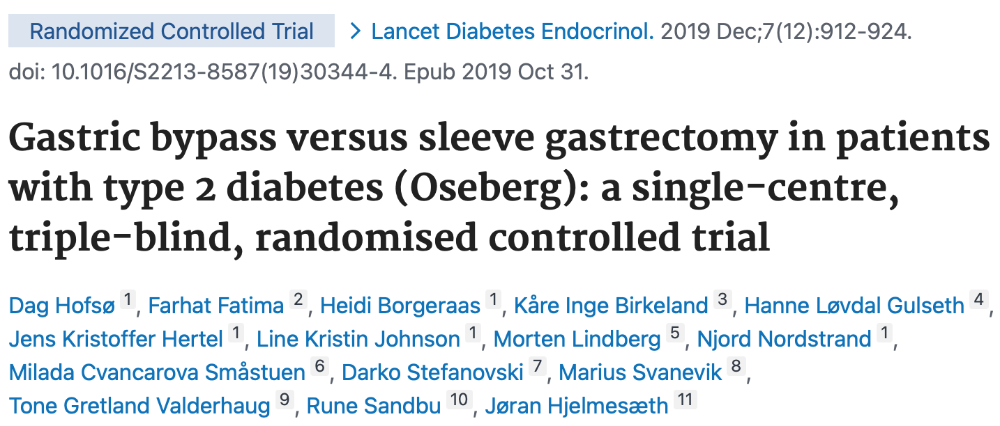 Randomized Controlled Trial > Lancet Diabetes Endocrinol. 2019 Dec;7(12):912-924.
doi: 10.1016/S2213-8587(19)30344-4. Epub 2019 Oct 31.
Gastric bypass versus sleeve gastrectomy in patients
with type 2 diabetes (Oseberg): a single-centre,
triple-blind, randomised controlled trial
Dag Hofsø 1, Farhat Fatima 2, Heidi Borgeraas 1, Kåre Inge Birkeland 3, Hanne Løvdal Gulseth 4,
Jens Kristoffer Hertel 1, Line Kristin Johnson 1, Morten Lindberg 5, Njord Nordstrand 1,
Milada Cvancarova Småstuen 6, Darko Stefanovski 7, Marius Svanevik 8,
Tone Gretland Valderhaug 9, Rune Sandbu 10, Jøran Hjelmesæth 11